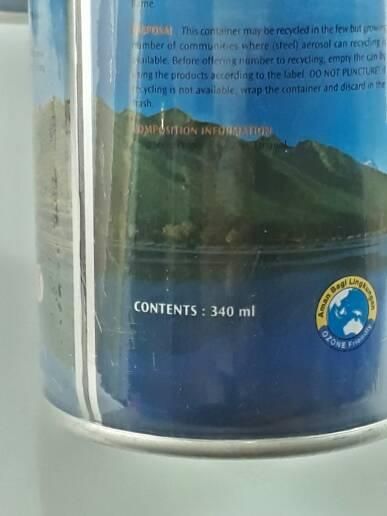 This container may be recycled in the few but growing
number of communities where (steel) aerosol can recycling is
available. Before offering number to recycling, empty the can by
using the products according to the label. DO NOT PUNCTURE! If
recycling is not available, wrap the container and discard in the
trash.
COMPOSITION INFORMATION
CONTENTS : 340 ml
Aman Bagi Lingkungan
OZONE Friendly